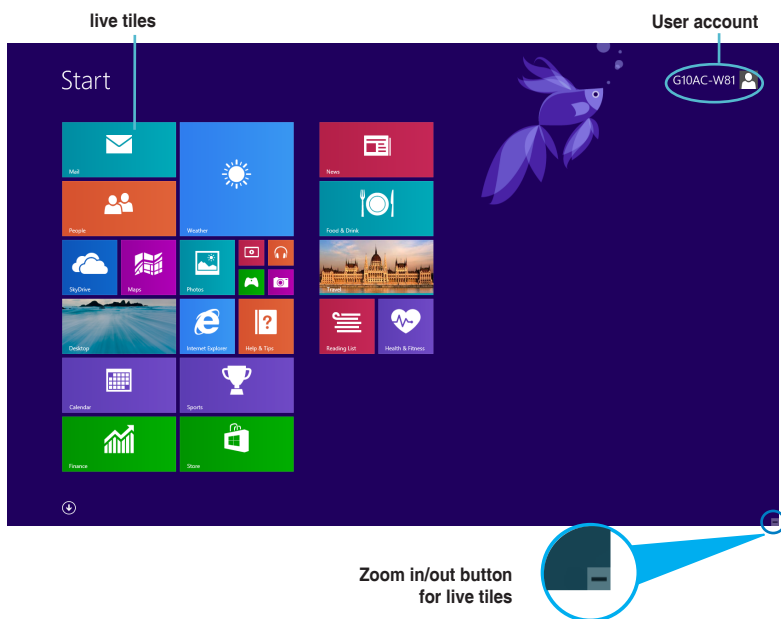 live tiles
User account
Start
G10AC-W81
Mail
Weather
News
People
Food & Drink
SkyDrive
Maps
Photos
Travel
Desktop
Internet Explorer
Help & Tips
Reading List
Health & Fitness
Calendar
Sports
Finance
Store
Zoom in/out button
for live tiles